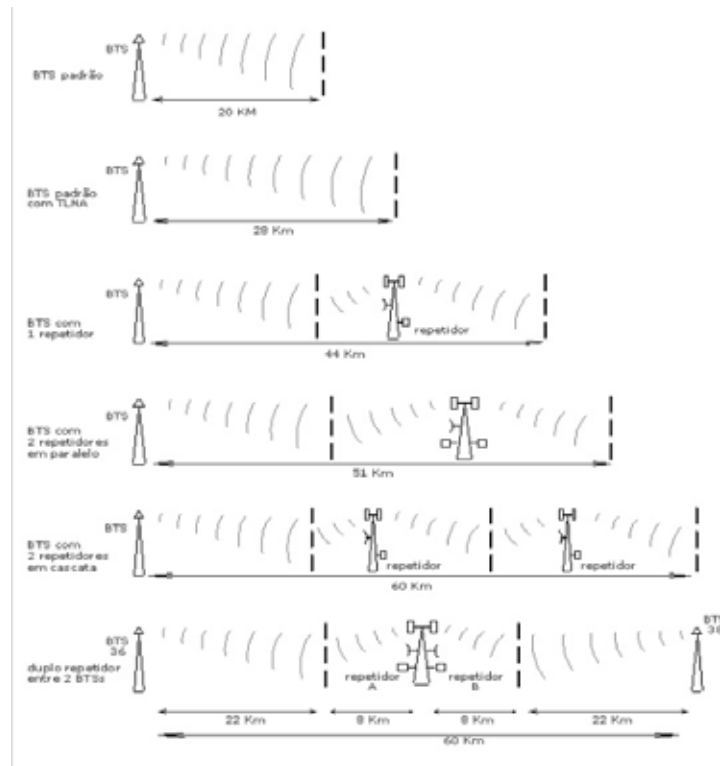 BTS
BTS padrão
20 KM
BTS
BTS padrão
com TLNA
28 Km
BTS
BTS com
1 repetidor
repetidor
44 Km
BTS
BTS com
2 repetidores
em paralelo
51 Km
BTS
BTS com
2 repetidores
em cascata
repetidor
repetidor
60 Km
BTS
36
BTS
38
duplo repetidor
entre 2 BTSs
repetidor
A
repetidor
B
22 Km
8 Km
8 Km
22 Km
60 Km